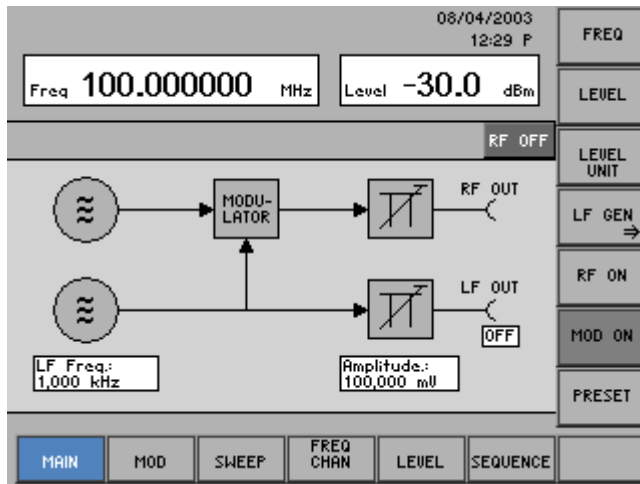 08/04/2003
12:29 P
Freq 100.000000 MHz
Level -30.0 dBm
RF OFF
MODU-
LATOR
RF OUT
LF OUT
OFF
LF Freq.:
1,000 kHz
Amplitude.:
100,000 mV
FREQ
LEVEL
LEVEL
UNIT
LF GEN
RF ON
MOD ON
PRESET
MAIN
MOD
SWEEP
FREQ
CHAN
LEVEL
SEQUENCE